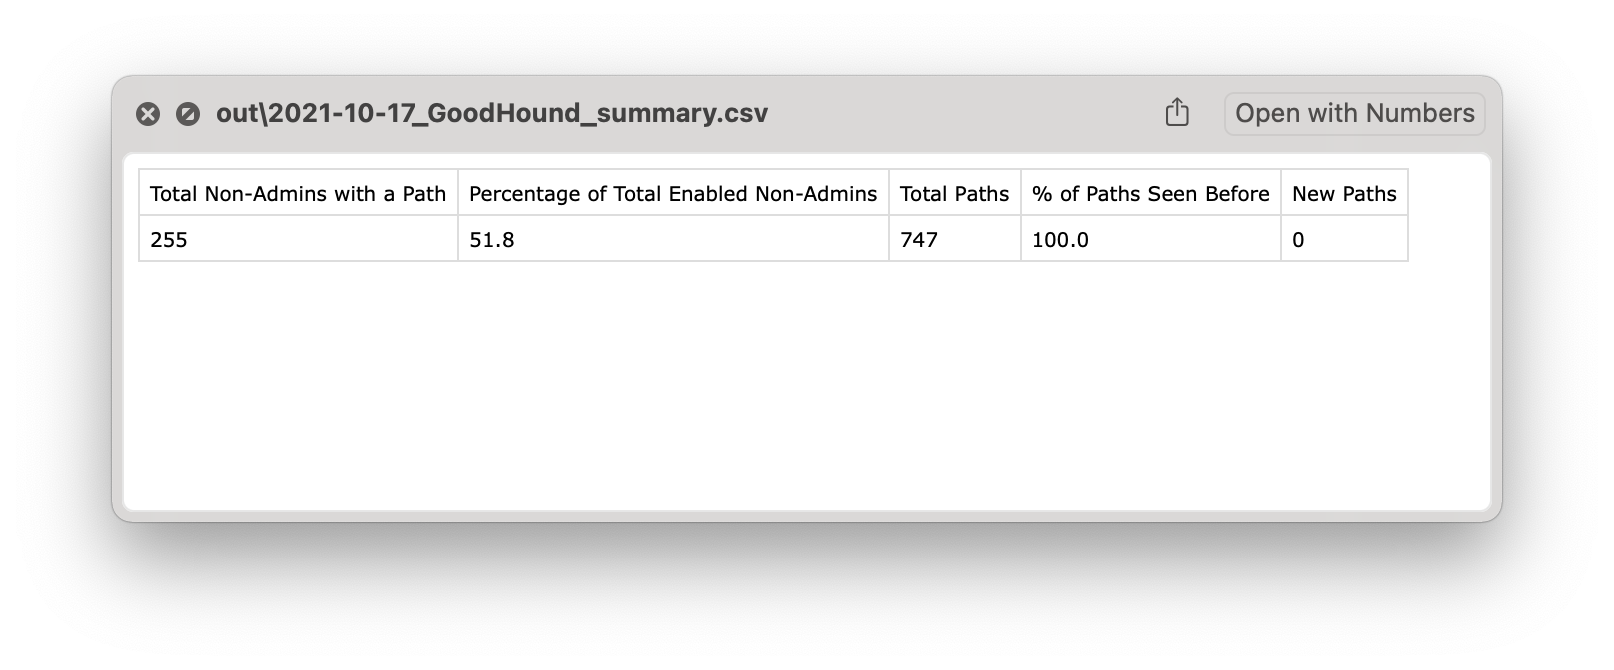 out\2021-10-17_GoodHound_summary.csv Open with Numbers
Total Non-Admins with a Path Percentage of Total Enabled Non-Admins Total Paths % of Paths Seen Before New Paths
255 51.8 747 100.0 0